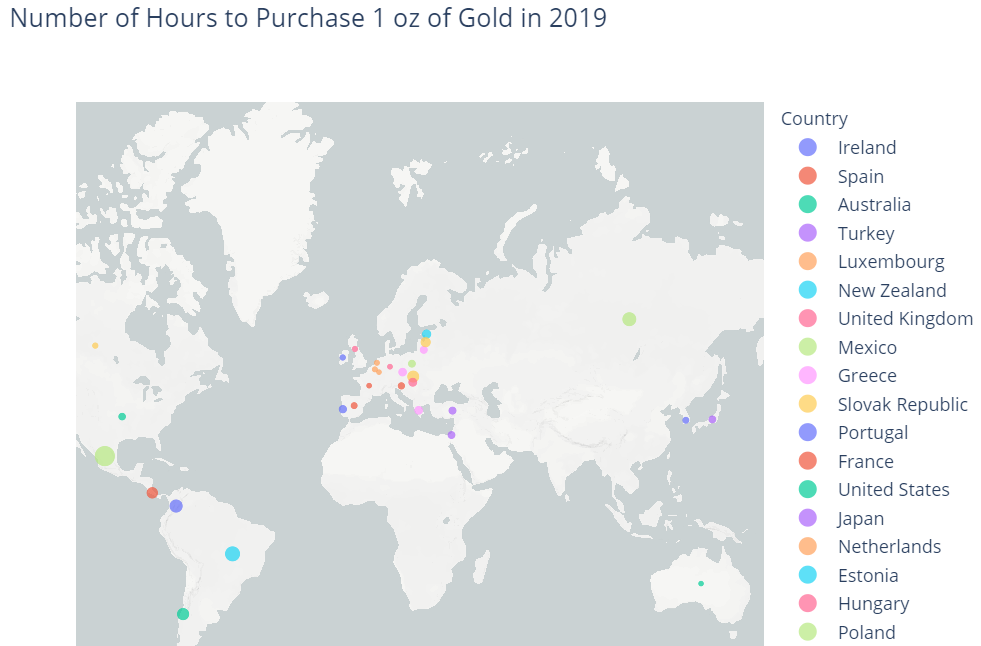 Number of Hours to Purchase 1 oz of Gold in 2019
Country
Ireland
Spain
Australia
Turkey
Luxembourg
New Zealand
United Kingdom
Mexico
Greece
Slovak Republic
Portugal
France
United States
Japan
Netherlands
Estonia
Hungary
Poland